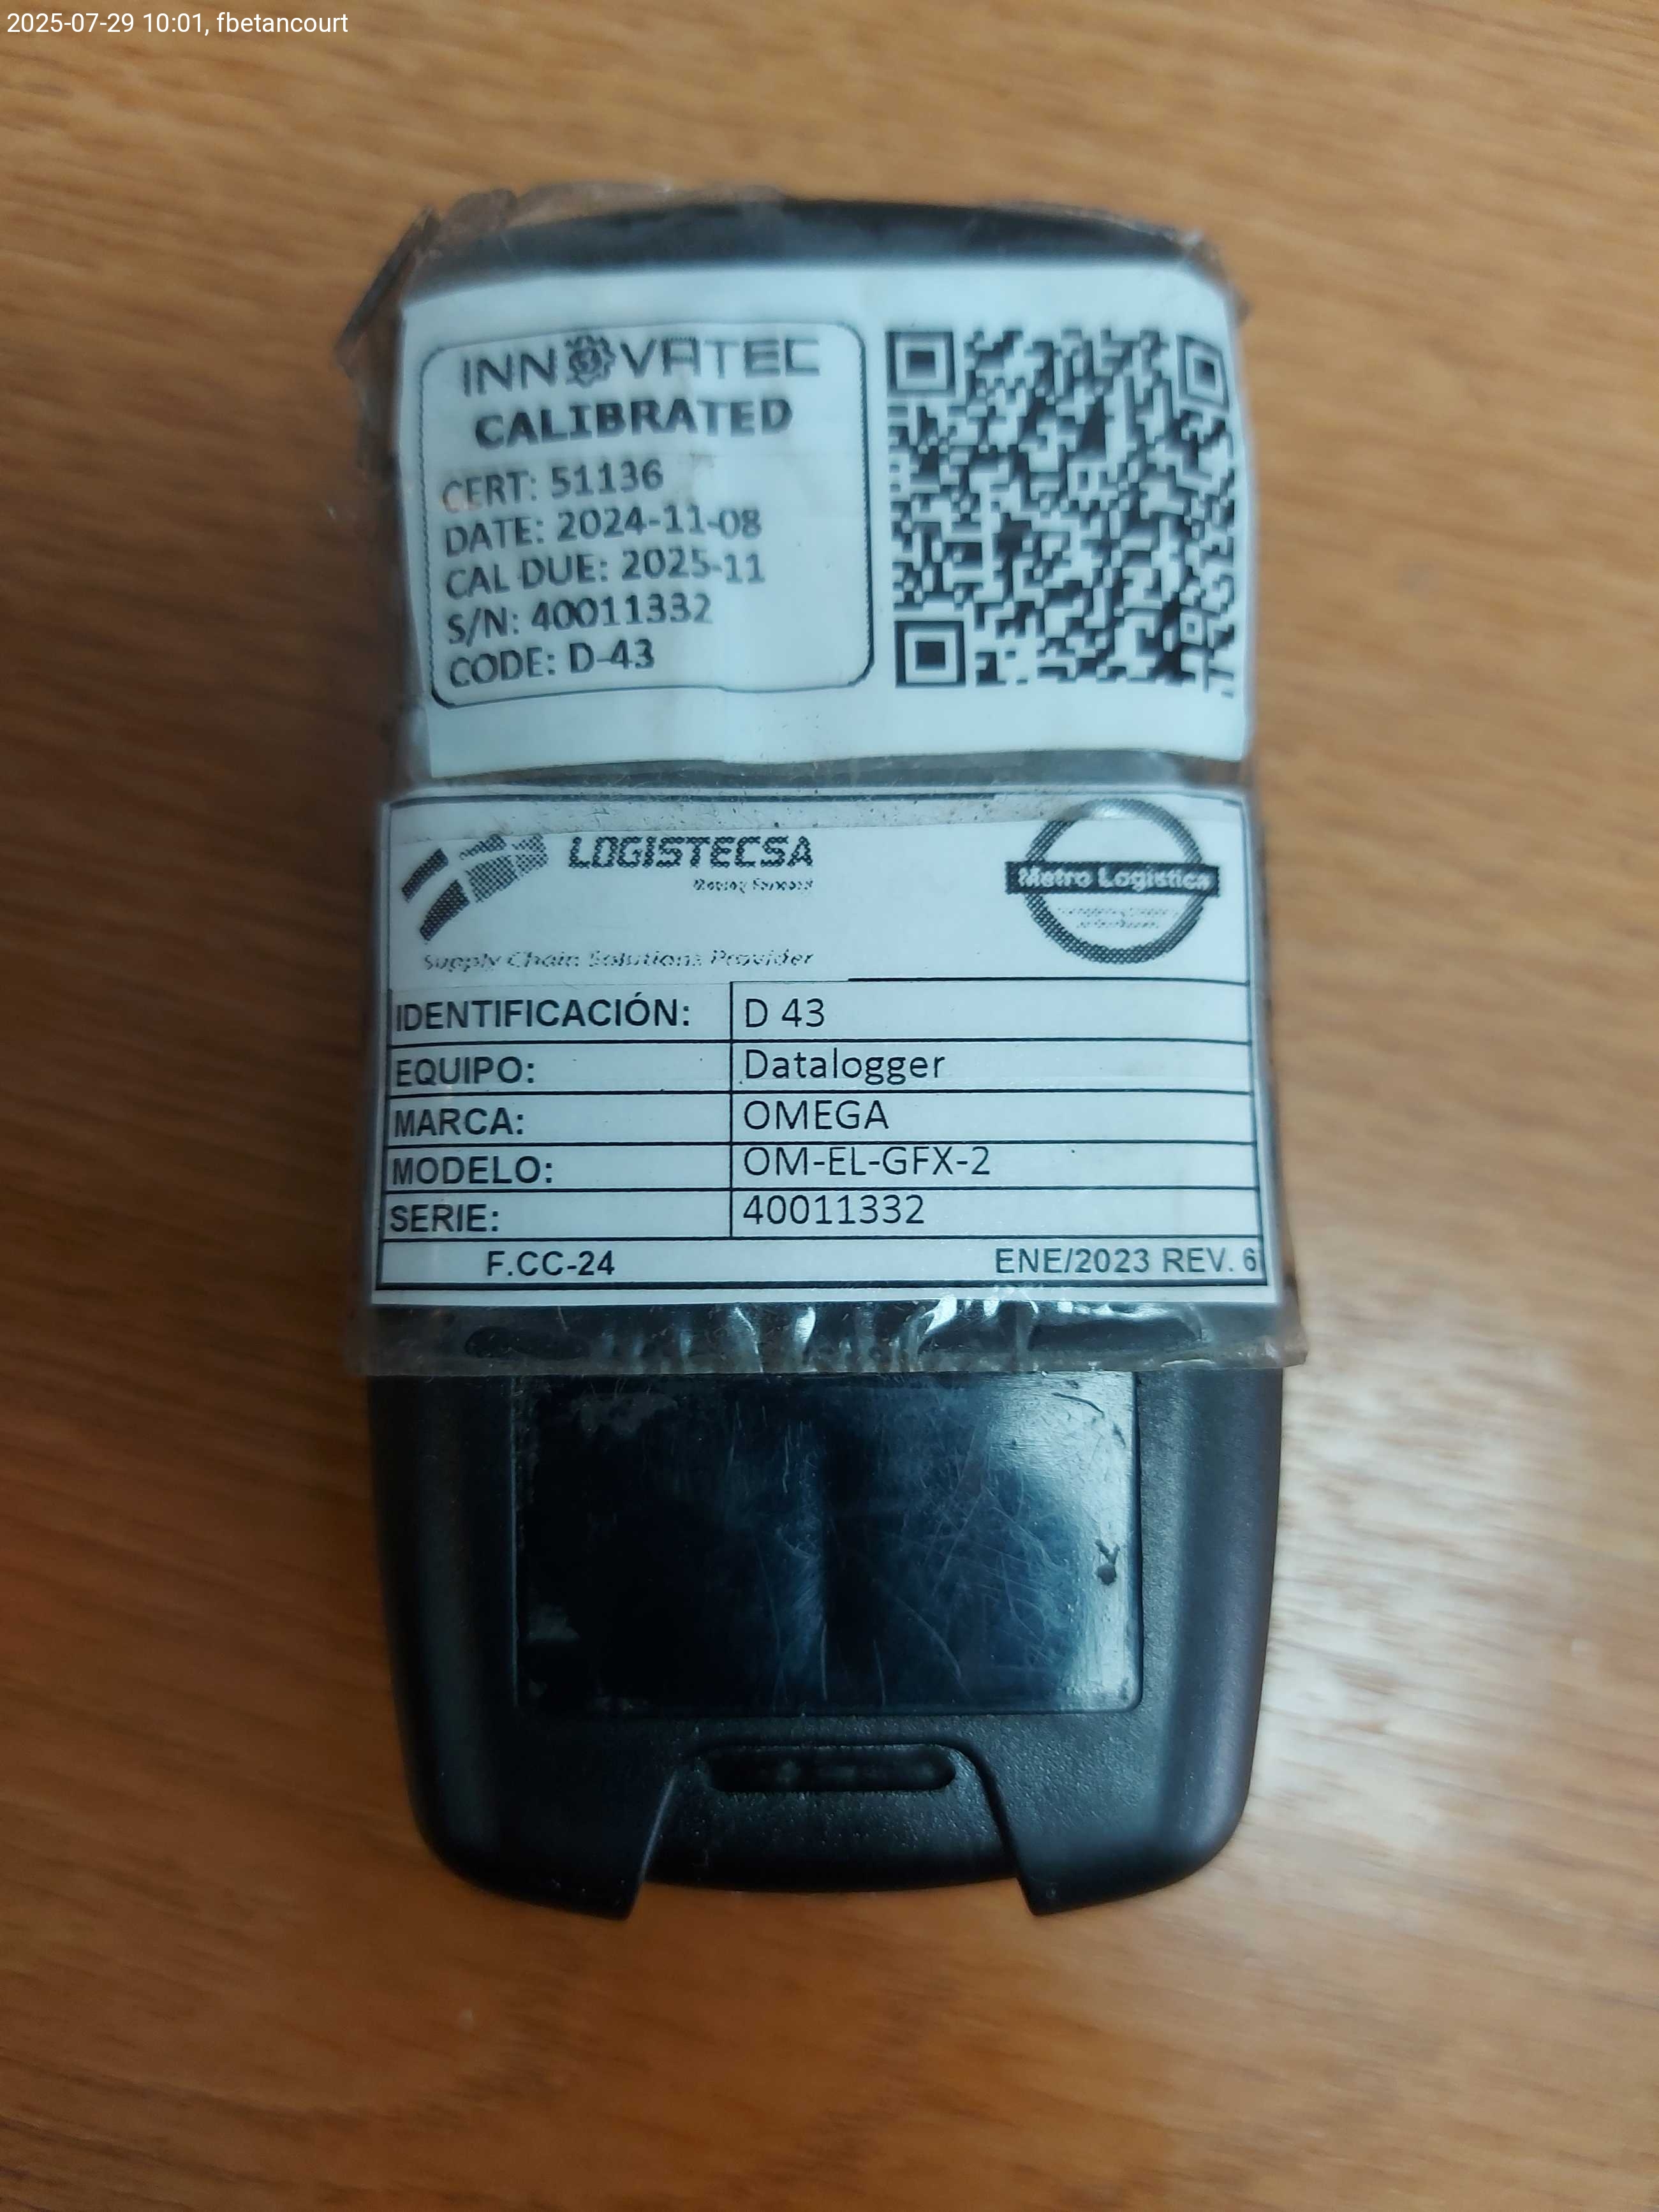 2025-07-29 10:01, fbetancourt
INNOVATEC
CALIBRATED
CERT: 51136
DATE: 2024-11-08
CAL DUE: 2025-11
S/N: 40011332
CODE: D-43
LOGISTECSA
Moving Forward
Supply Chain Solutions Provider
Metro Logistica
IDENTIFICACIÓN: D 43
EQUIPO: Datalogger
MARCA: OMEGA
MODELO: OM-EL-GFX-2
SERIE: 40011332
F.CC-24 ENE/2023 REV. 6